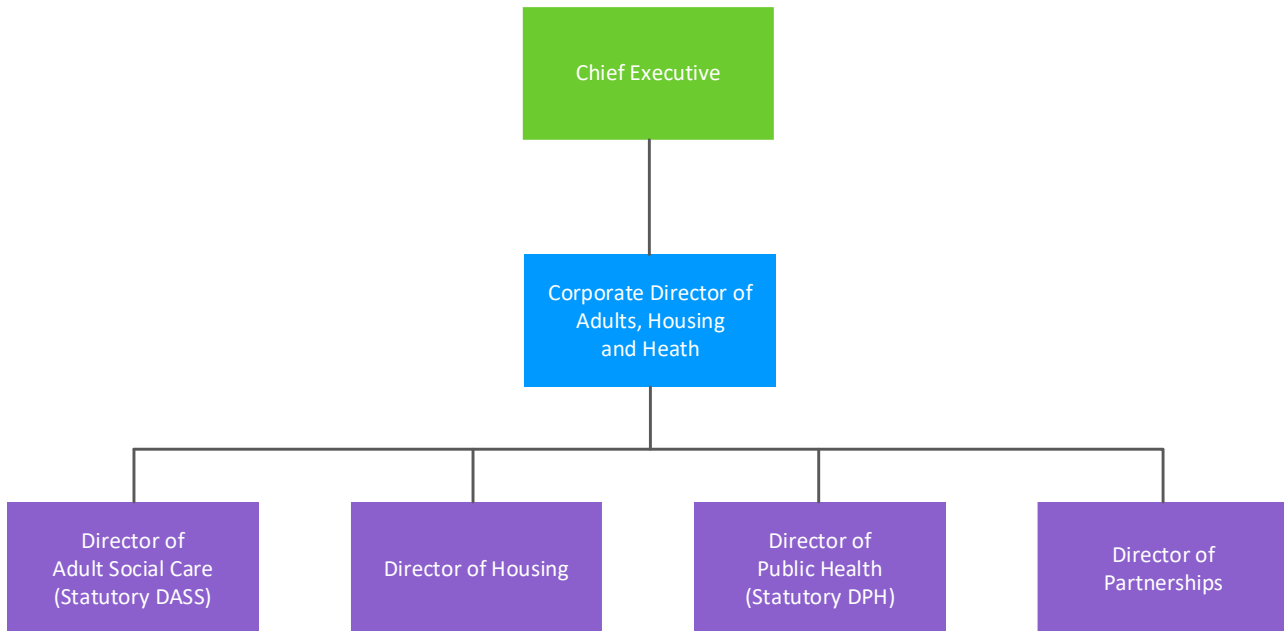 Chief Executive
Corporate Director of
Adults, Housing
and Heath
Director of
Adult Social Care
(Statutory DASS)
Director of Housing
Director of
Public Health
(Statutory DPH)
Director of
Partnerships